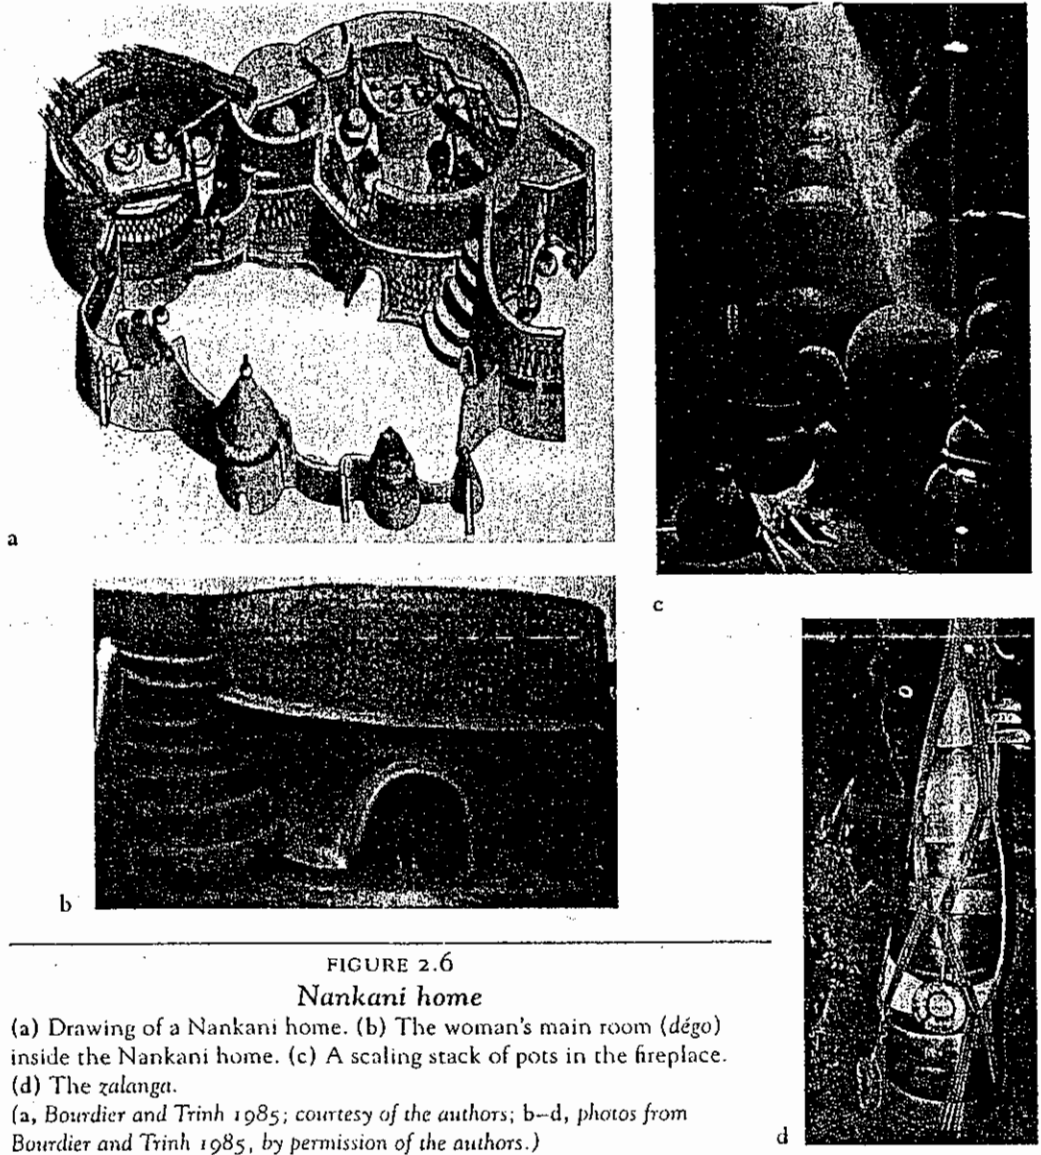 a
c
b
FIGURE 2.6
Nankani home
(a) Drawing of a Nankani home. (b) The woman's main room (dégo)
inside the Nankani home. (c) A scaling stack of pots in the fireplace.
(d) The zalanga.
(a, Bourdier and Trinh 1985; courtesy of the authors; b–d, photos from
Bourdier and Trinh 1985, by permission of the authors.)
d